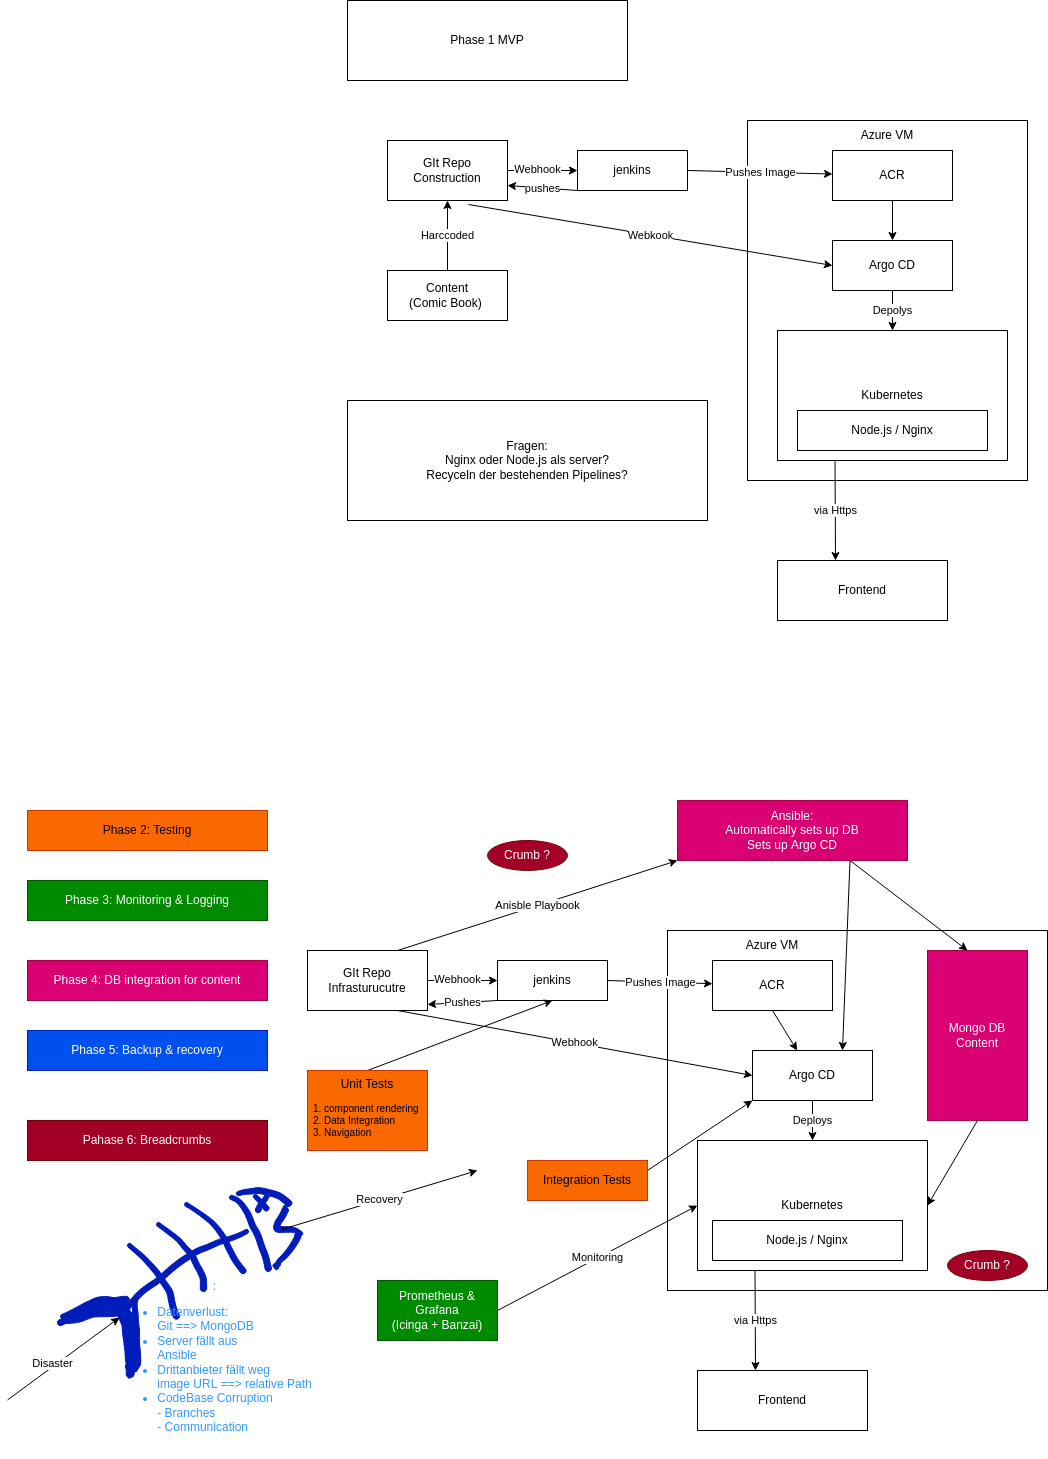 Phase 1 MVP
GIt Repo
Construction
Webhook
jenkins
pushes
Pushes Image
Azure VM
ACR
Harccoded
Webkook
Argo CD
Content
(Comic Book)
Depolys
Kubernetes
Node.js / Nginx
Fragen:
Nginx oder Node.js als server?
Recyceln der bestehenden Pipelines?
via Https
Frontend
Phase 2: Testing
Phase 3: Monitoring & Logging
Phase 4: DB integration for content
Phase 5: Backup & recovery
Pahase 6: Breadcrumbs
Crumb ?
Ansible:
Automatically sets up DB
Sets up Argo CD
Anisble Playbook
GIt Repo
Infrasturucutre
Webhook
jenkins
Pushes
Pushes Image
Azure VM
ACR
Mongo DB
Content
Webhook
Argo CD
Unit Tests
1. component rendering
2. Data Integration
3. Navigation
Deploys
Integration Tests
Kubernetes
Node.js / Nginx
Recovery
Monitoring
Crumb ?
Prometheus &
Grafana
(Icinga + Banzai)
via Https
Frontend
Disaster
:
• Datenverlust:
Git ==> MongoDB
• Server fällt aus
Ansible
• Drittanbieter fällt weg
image URL ==> relative Path
• CodeBase Corruption
- Branches
- Communication